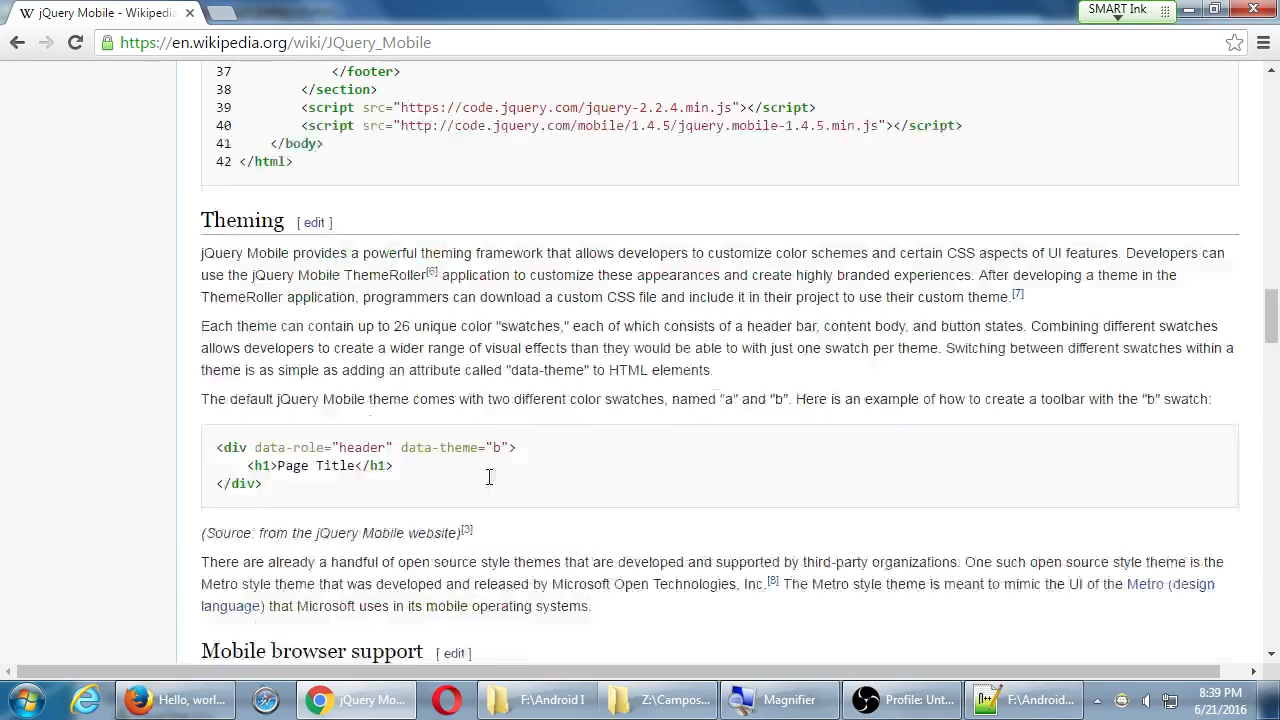 jQuery Mobile - Wikipedia
SMART Ink
https://en.wikipedia.org/wiki/JQuery_Mobile
37 </footer>
38 </section>
39 <script src="https://code.jquery.com/jquery-2.2.4.min.js"></script>
40 <script src="http://code.jquery.com/mobile/1.4.5/jquery.mobile-1.4.5.min.js"></script>
41 </body>
42 </html>
Theming [ edit ]
jQuery Mobile provides a powerful theming framework that allows developers to customize color schemes and certain CSS aspects of UI features. Developers can
use the jQuery Mobile ThemeRoller[6] application to customize these appearances and create highly branded experiences. After developing a theme in the
ThemeRoller application, programmers can download a custom CSS file and include it in their project to use their custom theme.[7]
Each theme can contain up to 26 unique color "swatches," each of which consists of a header bar, content body, and button states. Combining different swatches
allows developers to create a wider range of visual effects than they would be able to with just one swatch per theme. Switching between different swatches within a
theme is as simple as adding an attribute called "data-theme" to HTML elements.
The default jQuery Mobile theme comes with two different color swatches, named "a" and "b". Here is an example of how to create a toolbar with the "b" swatch:
<div data-role="header" data-theme="b">
<h1>Page Title</h1>
</div>
(Source: from the jQuery Mobile website)[3]
There are already a handful of open source style themes that are developed and supported by third-party organizations. One such open source style theme is the
Metro style theme that was developed and released by Microsoft Open Technologies, Inc.[8] The Metro style theme is meant to mimic the UI of the Metro (design
language) that Microsoft uses in its mobile operating systems.
Mobile browser support [ edit ]
Hello, worl...
jQuery Mo...
F:\Android I
Z:\Campos...
Magnifier
Profile: Unt...
F:\Android...
8:39 PM
6/21/2016